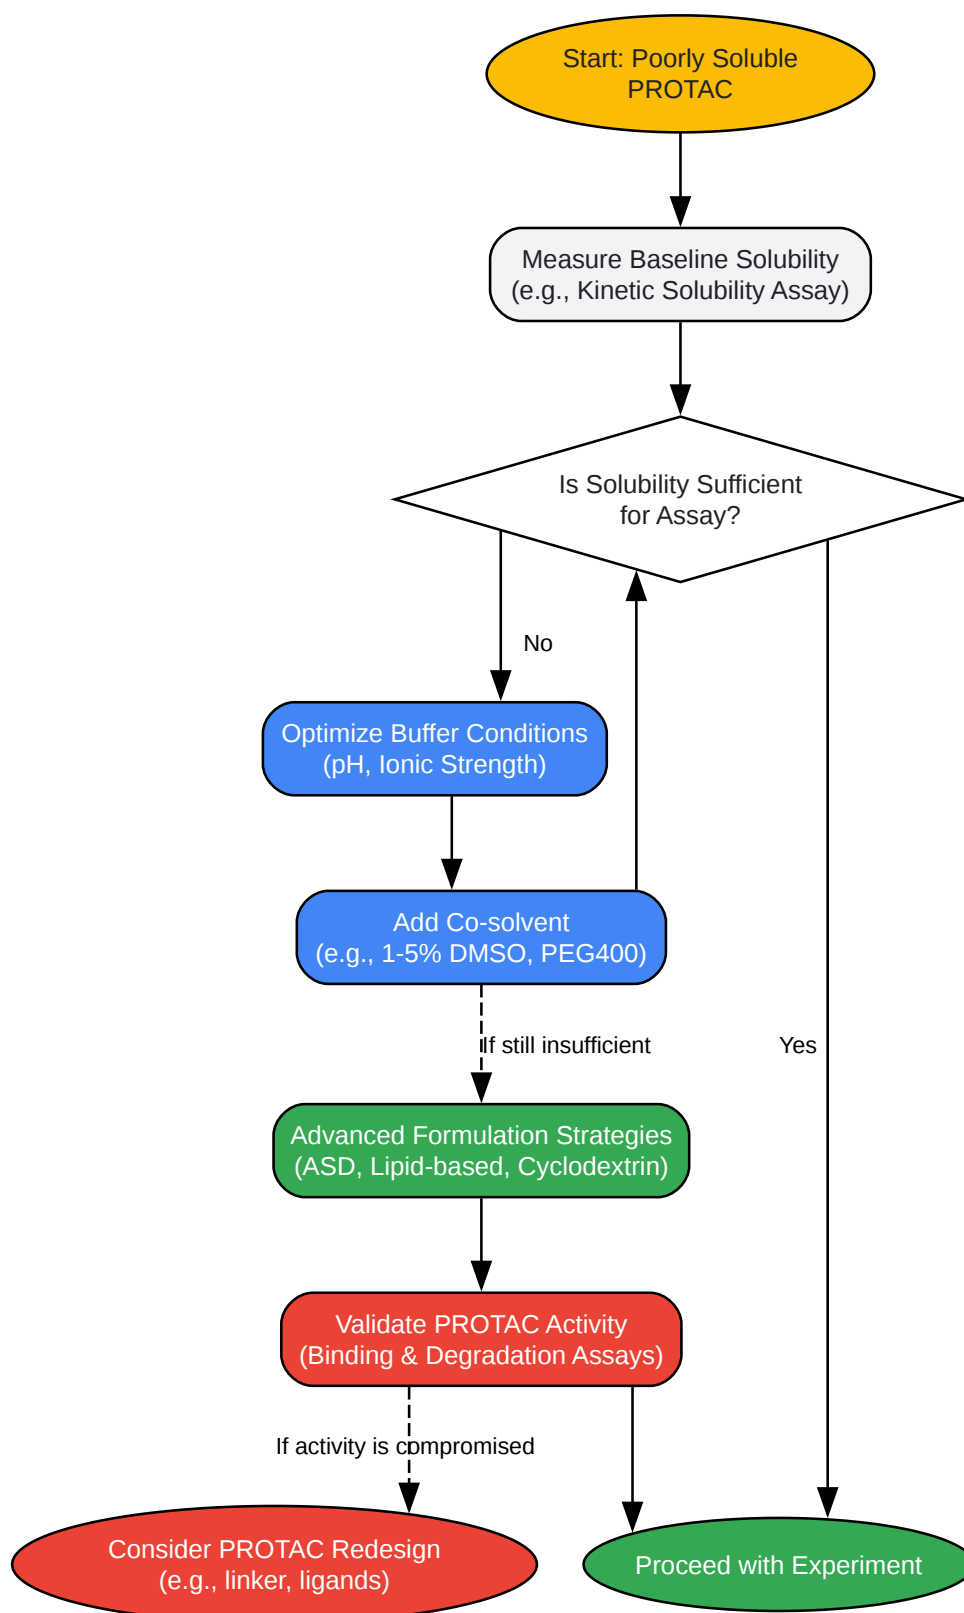 Start: Poorly Soluble
PROTAC
Measure Baseline Solubility
(e.g., Kinetic Solubility Assay)
Is Solubility Sufficient
for Assay?
No
Optimize Buffer Conditions
(pH, Ionic Strength)
Add Co-solvent
(e.g., 1-5% DMSO, PEG400)
If still insufficient
Yes
Advanced Formulation Strategies
(ASD, Lipid-based, Cyclodextrin)
Validate PROTAC Activity
(Binding & Degradation Assays)
If activity is compromised
Consider PROTAC Redesign
(e.g., linker, ligands)
Proceed with Experiment